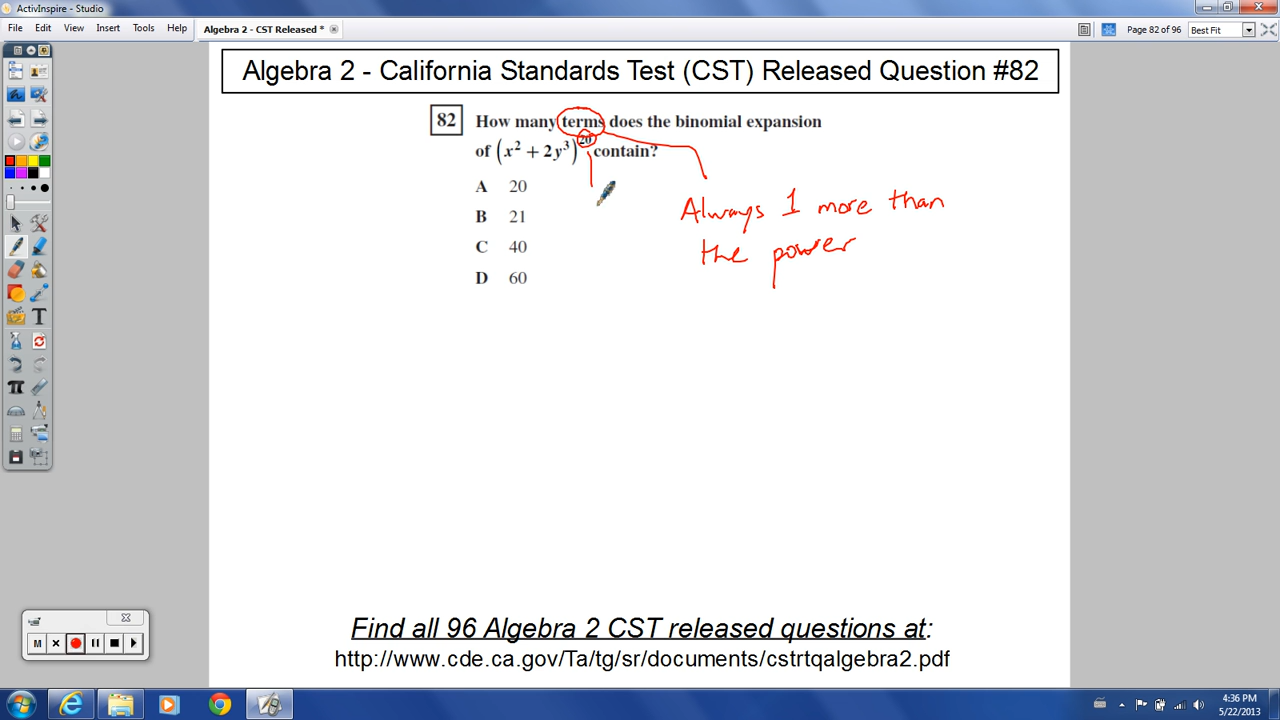 ActivInspire - Studio
File Edit View Insert Tools Help
Algebra 2 - CST Released *
Page 82 of 96
Best Fit
Algebra 2 - California Standards Test (CST) Released Question #82
82 How many terms does the binomial expansion
of (x² + 2y³)²⁰ contain?
A 20
B 21
C 40
D 60
Always 1 more than
the power
Find all 96 Algebra 2 CST released questions at:
http://www.cde.ca.gov/Ta/tg/sr/documents/cstrtqalgebra2.pdf
M
4:36 PM
5/22/2013